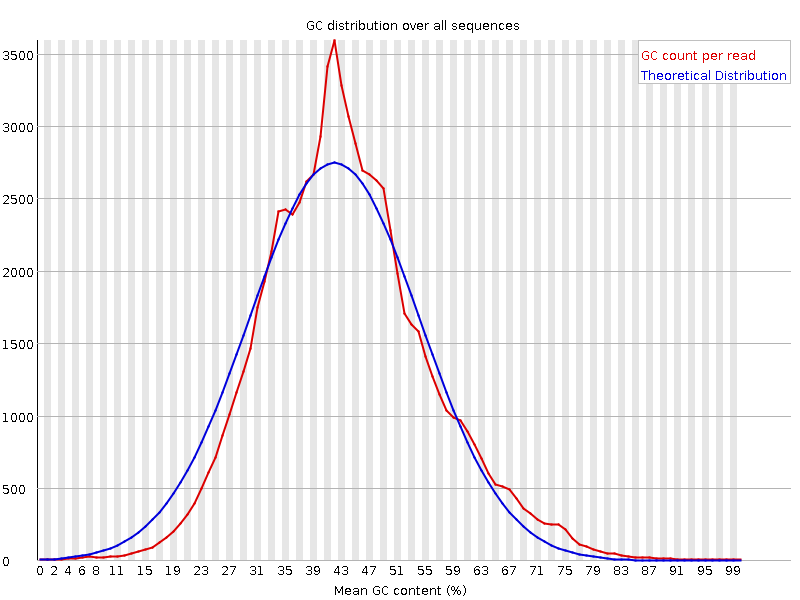 GC distribution over all sequences
GC count per read
Theoretical Distribution
3500
3000
2500
2000
1500
1000
500
0
0 2 4 6 8 11 15 19 23 27 31 35 39 43 47 51 55 59 63 67 71 75 79 83 87 91 95 99
Mean GC content (%)